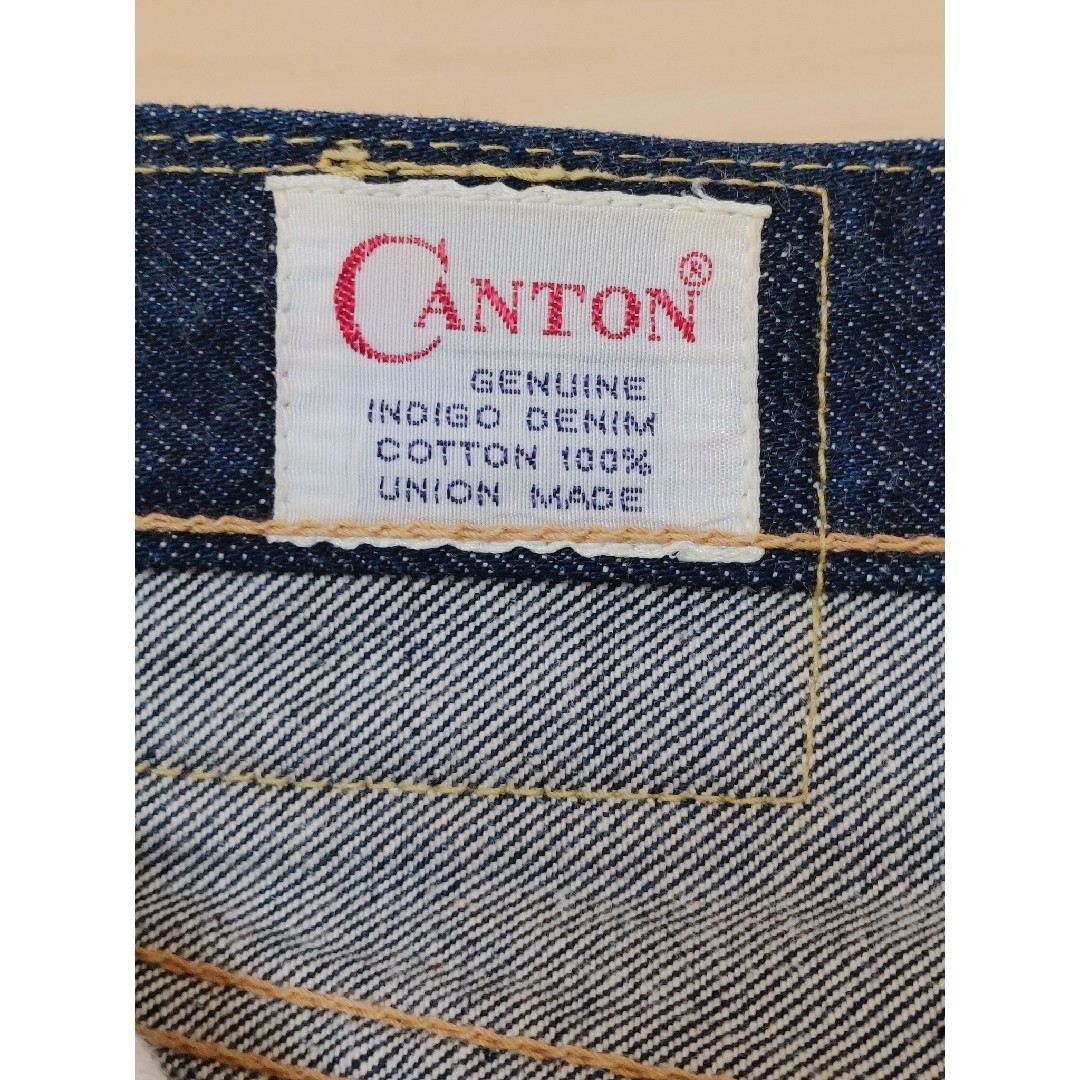 CANTON®
GENUINE
INDIGO DENIM
COTTON 100%
UNION MADE